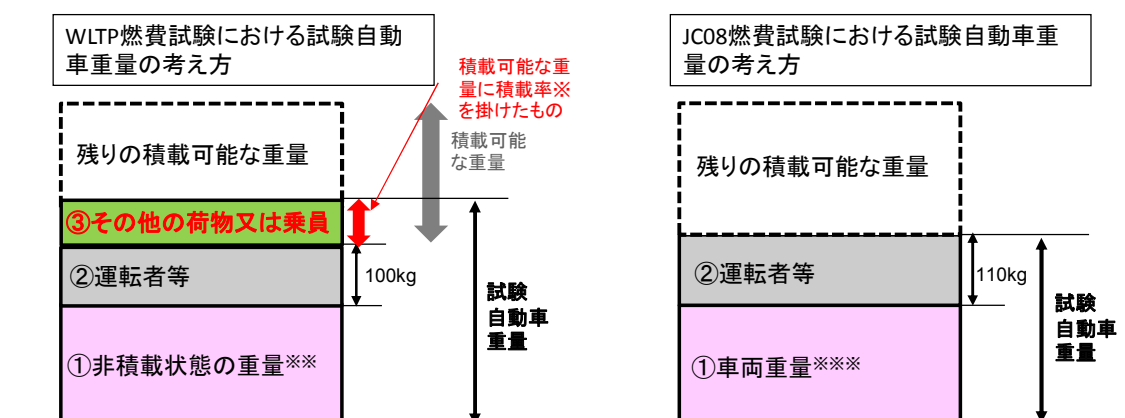 WLTP燃費試験における試験自動
車重量の考え方
積載可能な重
量に積載率※
を掛けたもの
積載可能
な重量
残りの積載可能な重量
③その他の荷物又は乗員
②運転者等
100kg
試験
自動車
重量
①非積載状態の重量※※
JC08燃費試験における試験自動車重
量の考え方
残りの積載可能な重量
②運転者等
110kg
試験
自動車
重量
①車両重量※※※